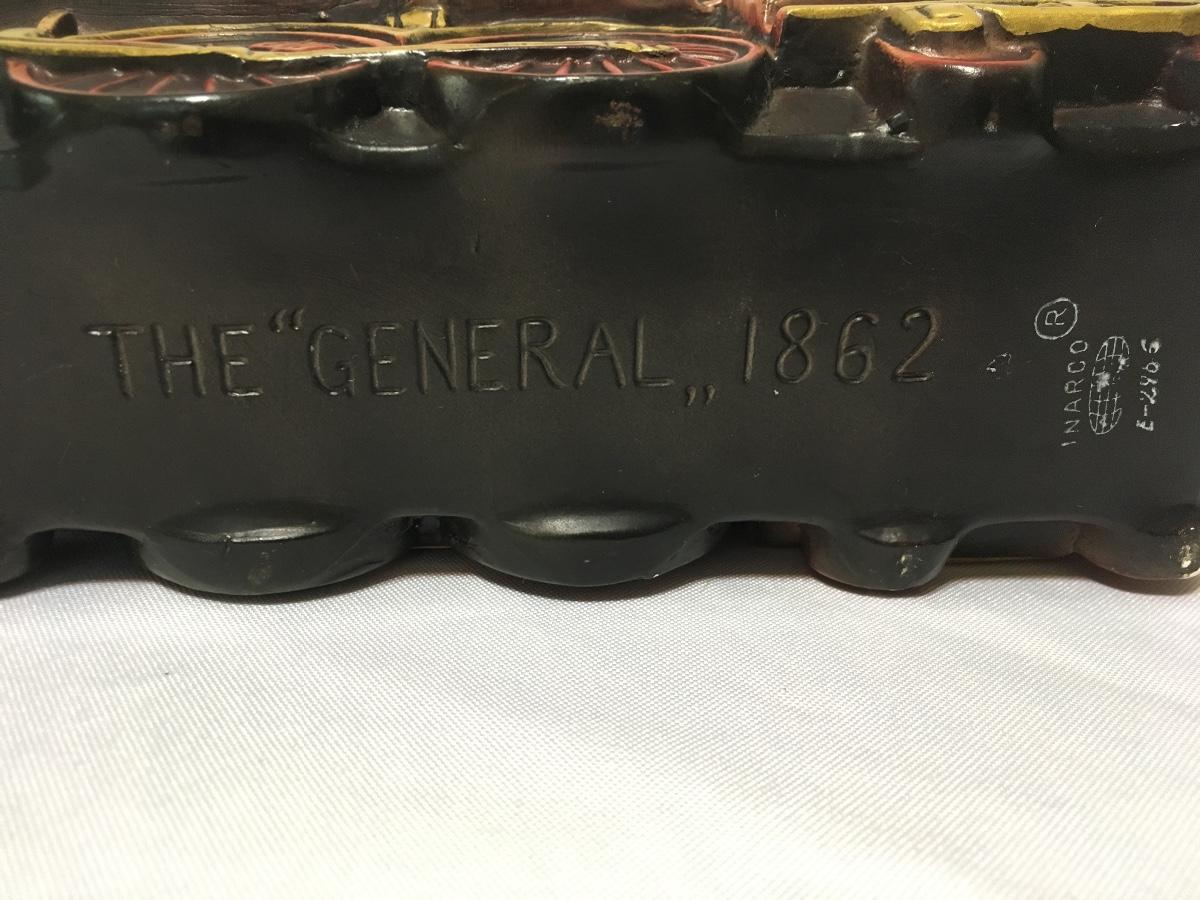 THE “GENERAL„ 1862
®
INARCO
E-2965